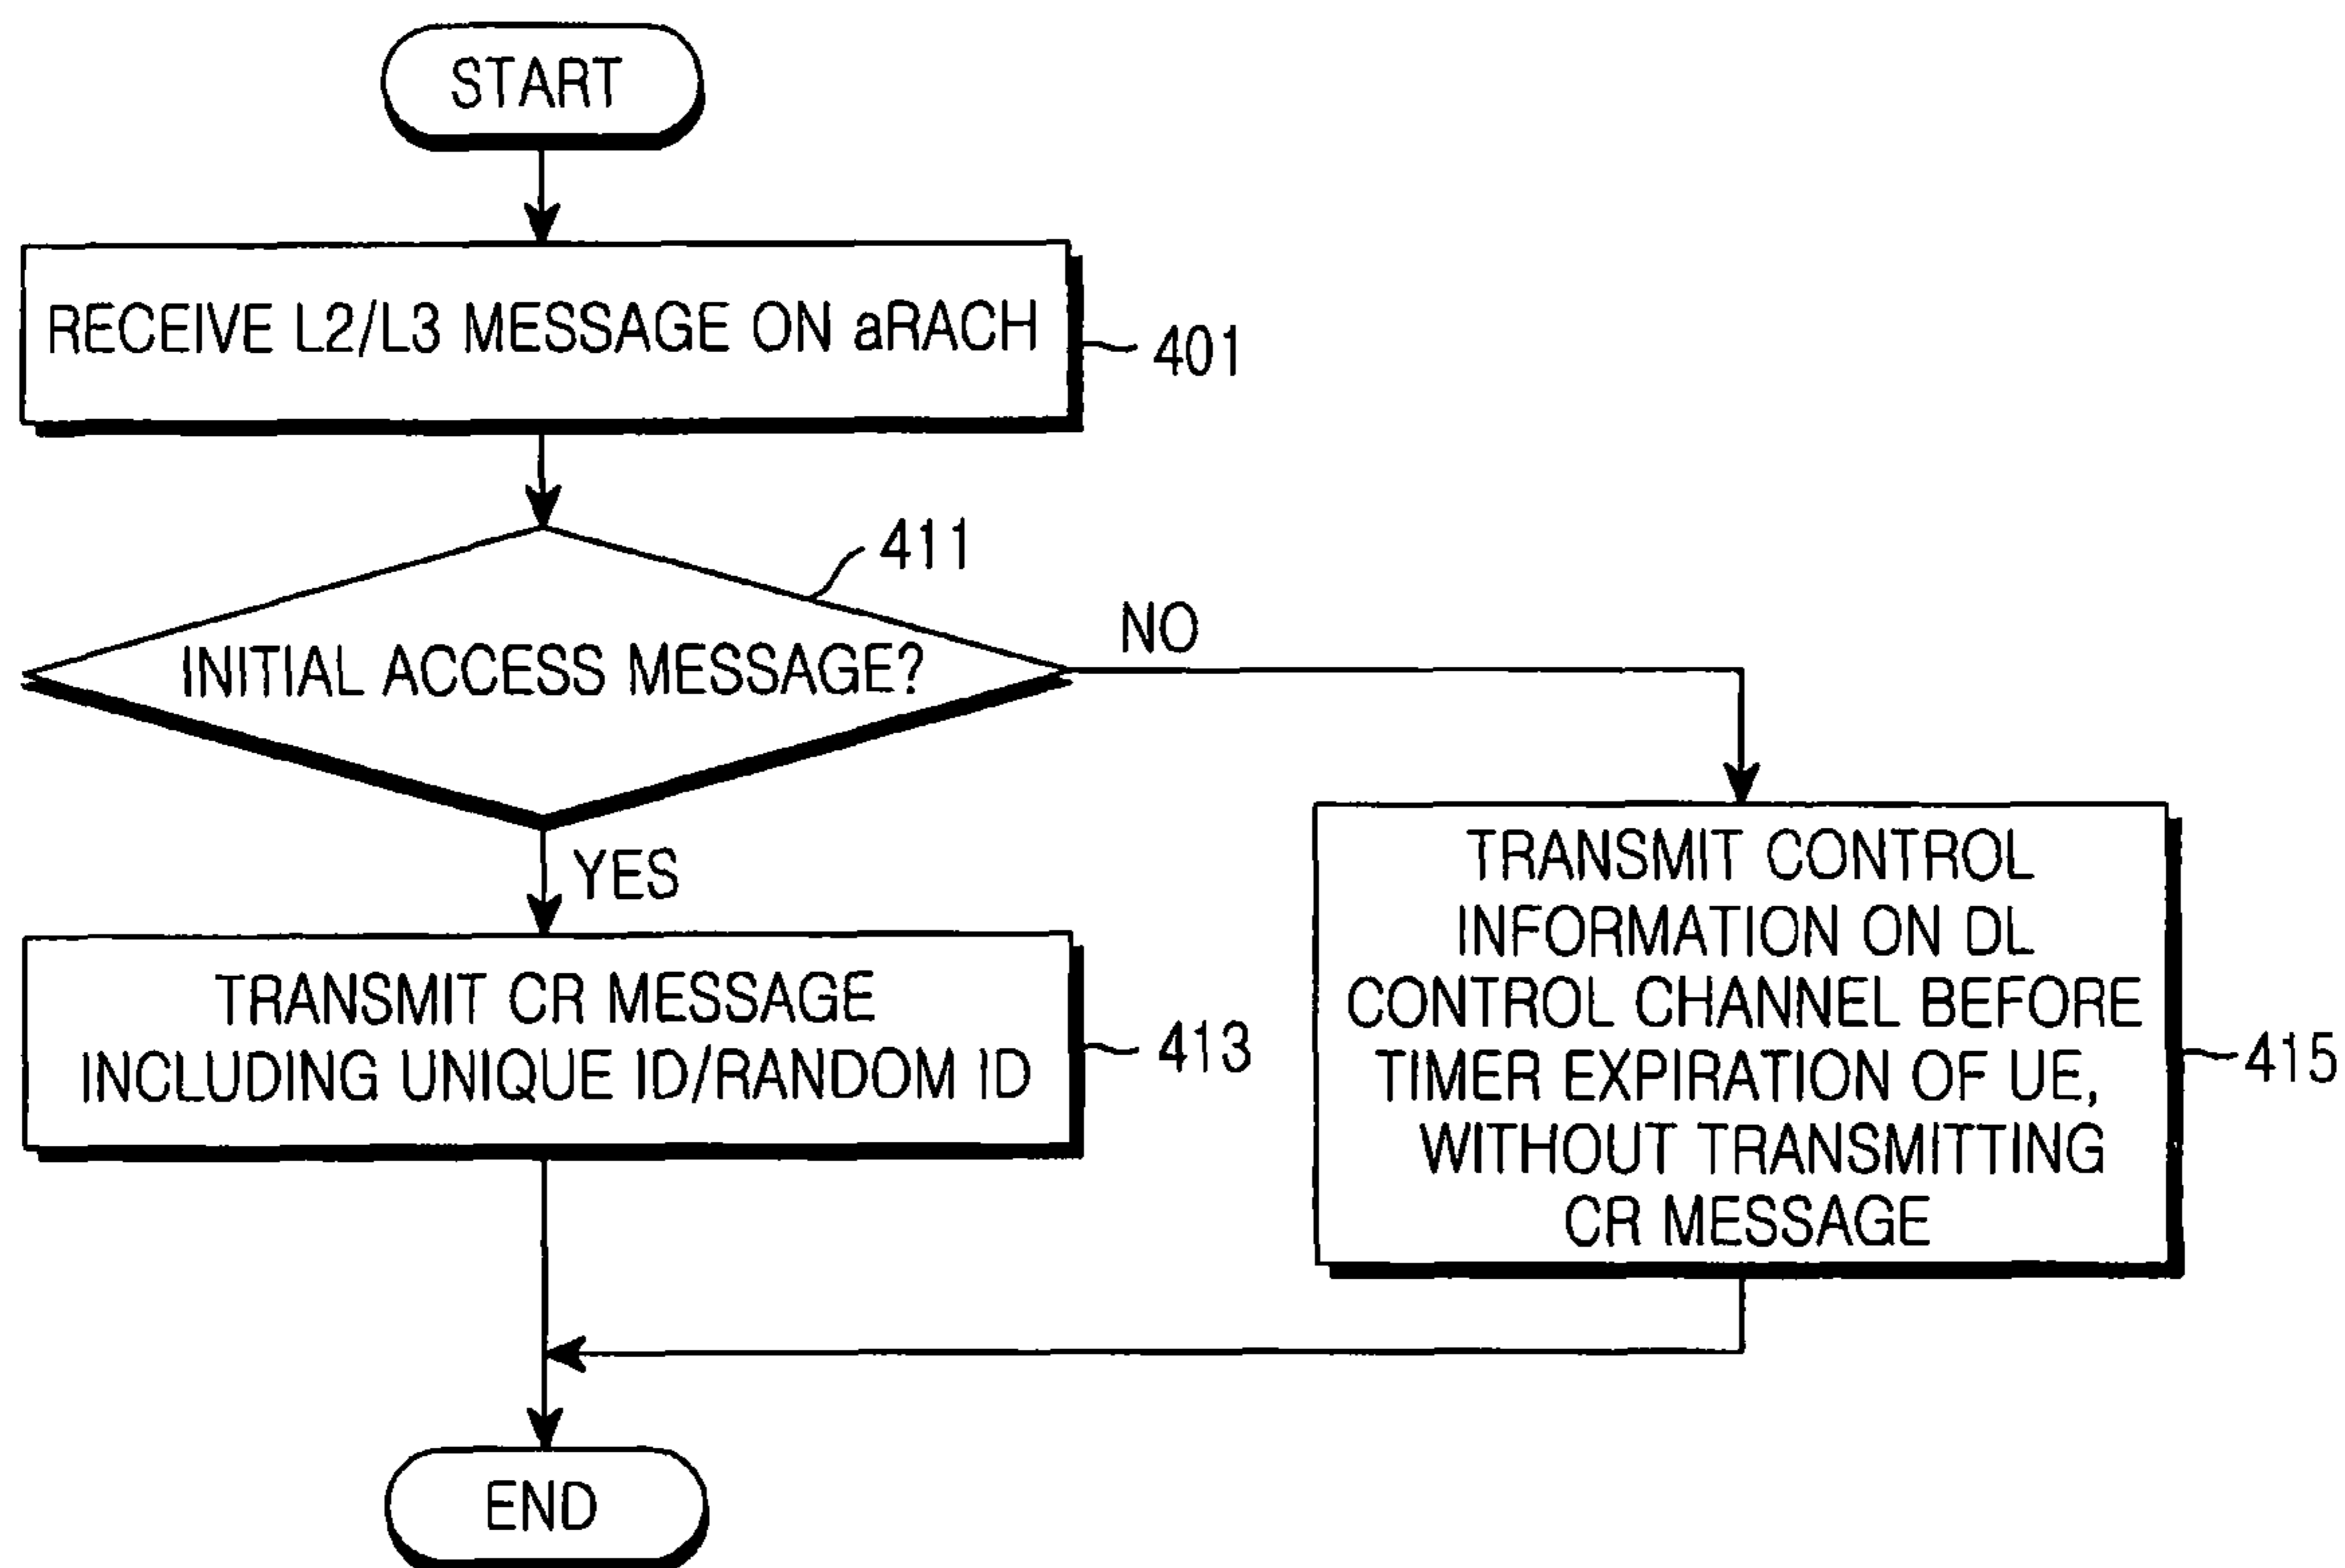 START
RECEIVE L2/L3 MESSAGE ON aRACH
401
411
INITIAL ACCESS MESSAGE?
NO
YES
TRANSMIT CR MESSAGE
INCLUDING UNIQUE ID/RANDOM ID
413
TRANSMIT CONTROL
INFORMATION ON DL
CONTROL CHANNEL BEFORE
TIMER EXPIRATION OF UE,
WITHOUT TRANSMITTING
CR MESSAGE
415
END